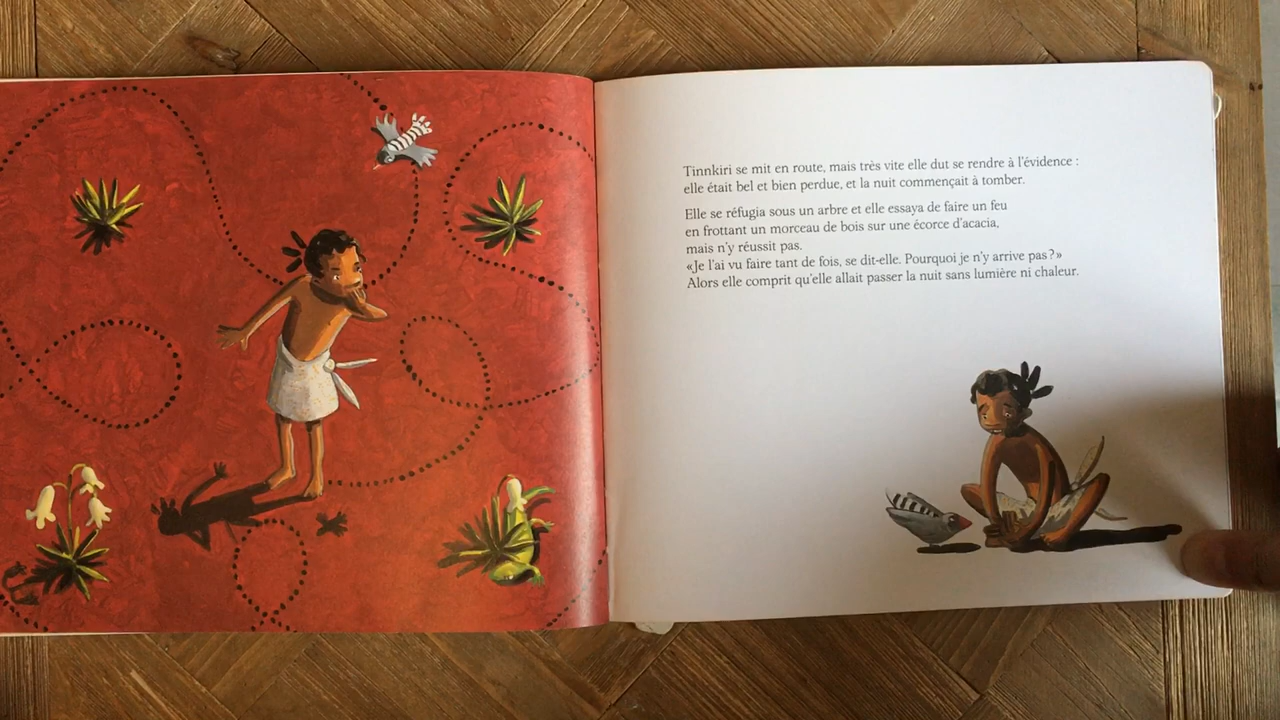 Tinnkiri se mit en route, mais très vite elle dut se rendre à l'évidence :
elle était bel et bien perdue, et la nuit commençait à tomber.
Elle se réfugia sous un arbre et elle essaya de faire un feu
en frottant un morceau de bois sur une écorce d'acacia,
mais n'y réussit pas.
«Je l'ai vu faire tant de fois, se dit-elle. Pourquoi je n'y arrive pas ?»
Alors elle comprit qu'elle allait passer la nuit sans lumière ni chaleur.